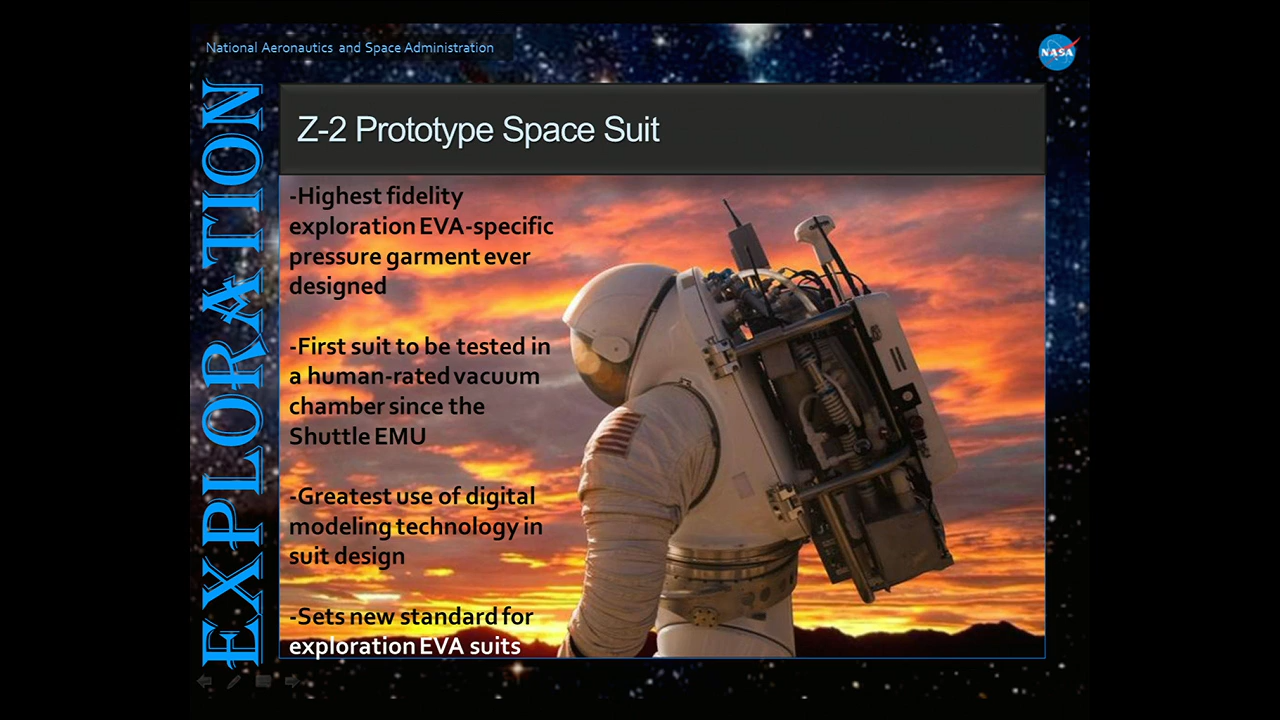 National Aeronautics and Space Administration
NASA
EXPLORATION
Z-2 Prototype Space Suit
-Highest fidelity
exploration EVA-specific
pressure garment ever
designed
-First suit to be tested in
a human-rated vacuum
chamber since the
Shuttle EMU
-Greatest use of digital
modeling technology in
suit design
-Sets new standard for
exploration EVA suits